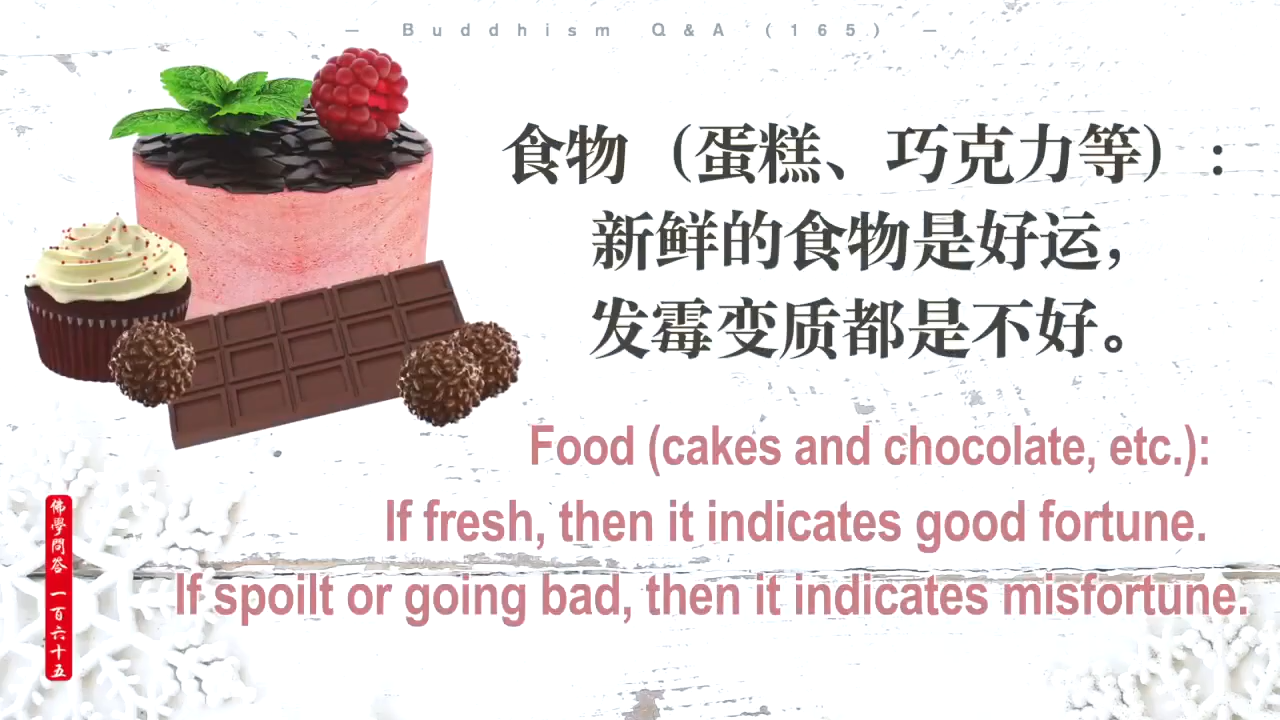 — Buddhism Q&A (165) —
食物（蛋糕、巧克力等）：
新鲜的食物是好运，
发霉变质都是不好。
Food (cakes and chocolate, etc.):
If fresh, then it indicates good fortune.
If spoilt or going bad, then it indicates misfortune.
佛學問答 一百六十五